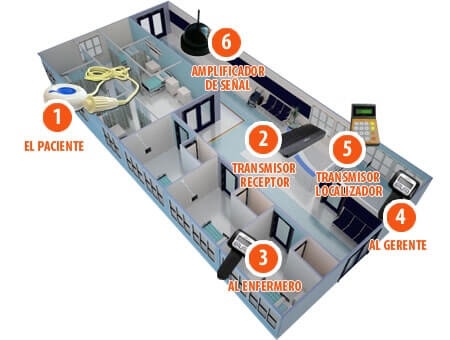 1
EL PACIENTE
2
TRANSMISOR
RECEPTOR
3
AL ENFERMERO
4
AL GERENTE
5
TRANSMISOR
LOCALIZADOR
6
AMPLIFICADOR
DE SEÑAL